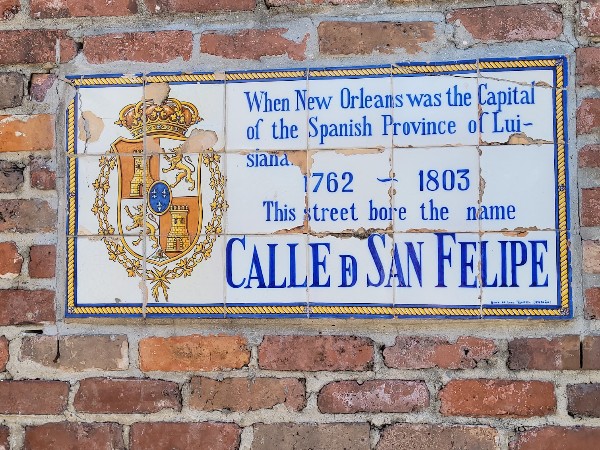 When New Orleans was the Capital
of the Spanish Province of Lui-
siana.
1762 ~ 1803
This street bore the name
CALLE D SAN FELIPE